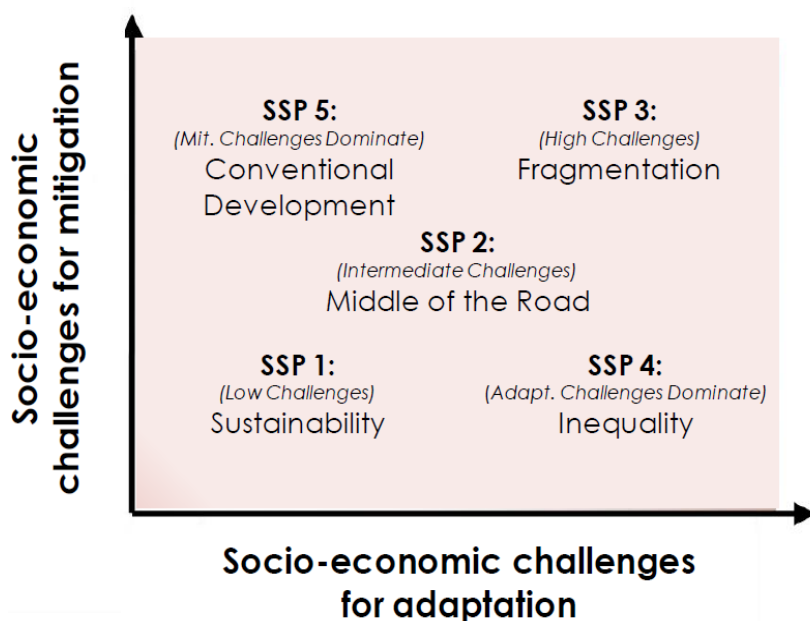 Socio-economic
challenges for mitigation
SSP 5:
(Mit. Challenges Dominate)
Conventional
Development
SSP 3:
(High Challenges)
Fragmentation
SSP 2:
(Intermediate Challenges)
Middle of the Road
SSP 1:
(Low Challenges)
Sustainability
SSP 4:
(Adapt. Challenges Dominate)
Inequality
Socio-economic challenges
for adaptation